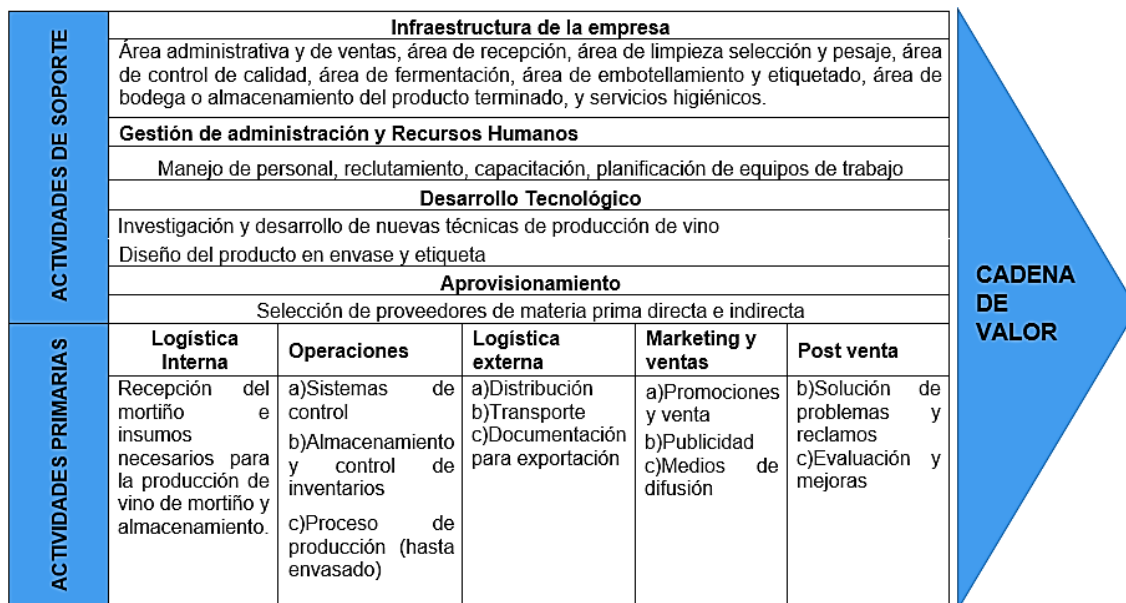 ACTIVIDADES DE SOPORTE
Infraestructura de la empresa
Área administrativa y de ventas, área de recepción, área de limpieza selección y pesaje, área
de control de calidad, área de fermentación, área de embotellamiento y etiquetado, área de
bodega o almacenamiento del producto terminado, y servicios higiénicos.
Gestión de administración y Recursos Humanos
Manejo de personal, reclutamiento, capacitación, planificación de equipos de trabajo
Desarrollo Tecnológico
Investigación y desarrollo de nuevas técnicas de producción de vino
Diseño del producto en envase y etiqueta
Aprovisionamiento
Selección de proveedores de materia prima directa e indirecta
ACTIVIDADES PRIMARIAS
Logística
Interna
Recepción del
mortiño e
insumos
necesarios para
la producción de
vino de mortiño y
almacenamiento.
Operaciones
a)Sistemas de
control
b)Almacenamiento
y control de
inventarios
c)Proceso de
producción (hasta
envasado)
Logística
externa
a)Distribución
b)Transporte
c)Documentación
para exportación
Marketing y
ventas
a)Promociones
y venta
b)Publicidad
c)Medios de
difusión
Post venta
b)Solución de
problemas y
reclamos
c)Evaluación y
mejoras
CADENA
DE
VALOR